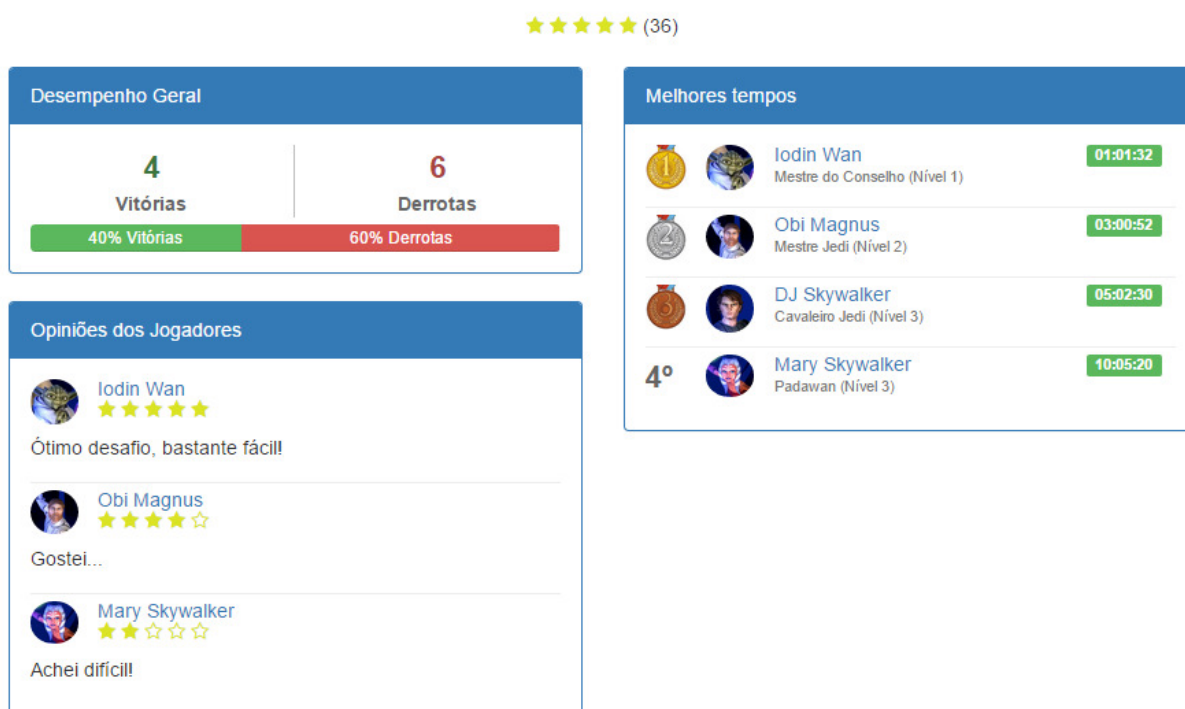 (36)
Desempenho Geral
4
Vitórias
6
Derrotas
40% Vitórias
60% Derrotas
Opiniões dos Jogadores
Iodin Wan
Ótimo desafio, bastante fácil!
Obi Magnus
Gostei...
Mary Skywalker
Achei difícil!
Melhores tempos
1
Iodin Wan
Mestre do Conselho (Nível 1)
01:01:32
2
Obi Magnus
Mestre Jedi (Nível 2)
03:00:52
3
DJ Skywalker
Cavaleiro Jedi (Nível 3)
05:02:30
4º
Mary Skywalker
Padawan (Nível 3)
10:05:20